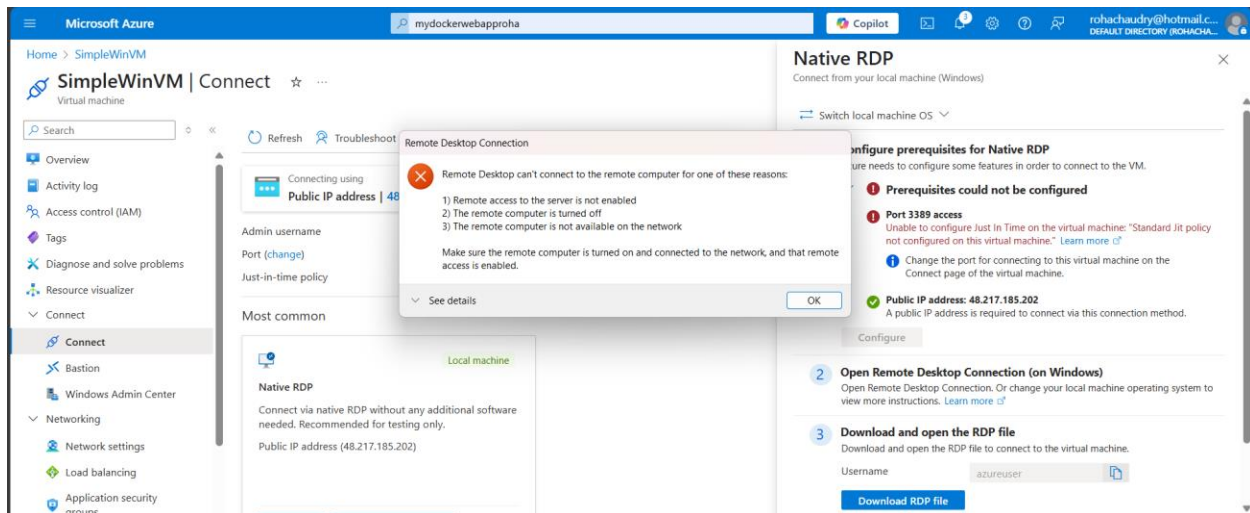 Microsoft Azure
mydockerwebapproha
Copilot
3
rohachaudry@hotmail.c...
DEFAULT DIRECTORY (ROHACHA...
Home > SimpleWinVM
SimpleWinVM | Connect
Virtual machine
Search
Overview
Activity log
Access control (IAM)
Tags
Diagnose and solve problems
Resource visualizer
Connect
Connect
Bastion
Windows Admin Center
Networking
Network settings
Load balancing
Application security
groups
Refresh
Troubleshoot
Connecting using
Public IP address | 48
Admin username
Port (change)
Just-in-time policy
Most common
Local machine
Native RDP
Connect via native RDP without any additional software
needed. Recommended for testing only.
Public IP address (48.217.185.202)
Remote Desktop Connection
Remote Desktop can't connect to the remote computer for one of these reasons:
1) Remote access to the server is not enabled
2) The remote computer is turned off
3) The remote computer is not available on the network
Make sure the remote computer is turned on and connected to the network, and that remote
access is enabled.
See details
OK
Native RDP
Connect from your local machine (Windows)
Switch local machine OS
onfigure prerequisites for Native RDP
ure needs to configure some features in order to connect to the VM.
Prerequisites could not be configured
Port 3389 access
Unable to configure Just In Time on the virtual machine: "Standard Jit policy
not configured on this virtual machine." Learn more
Change the port for connecting to this virtual machine on the
Connect page of the virtual machine.
Public IP address: 48.217.185.202
A public IP address is required to connect via this connection method.
Configure
2 Open Remote Desktop Connection (on Windows)
Open Remote Desktop Connection. Or change your local machine operating system to
view more instructions. Learn more
3 Download and open the RDP file
Download and open the RDP file to connect to the virtual machine.
Username
azureuser
Download RDP file